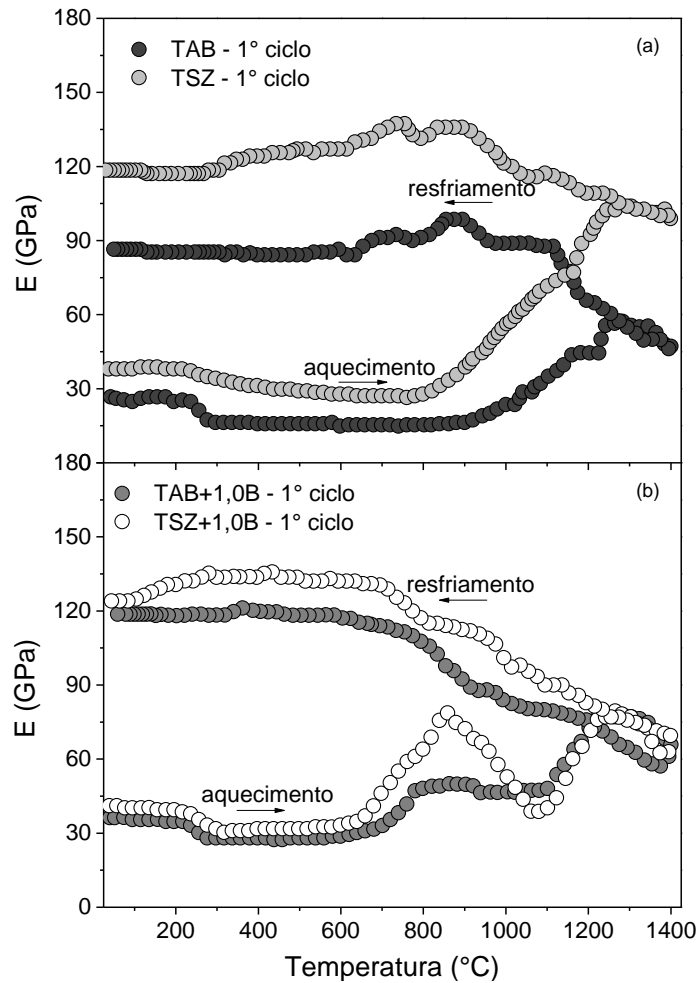 180
150
120
90
60
30
0
E (GPa)
TAB - 1° ciclo
TSZ - 1° ciclo
(a)
resfriamento
aquecimento
180
150
120
90
60
30
0
E (GPa)
TAB+1,0B - 1° ciclo
TSZ+1,0B - 1° ciclo
(b)
resfriamento
aquecimento
200 400 600 800 1000 1200 1400
Temperatura (°C)